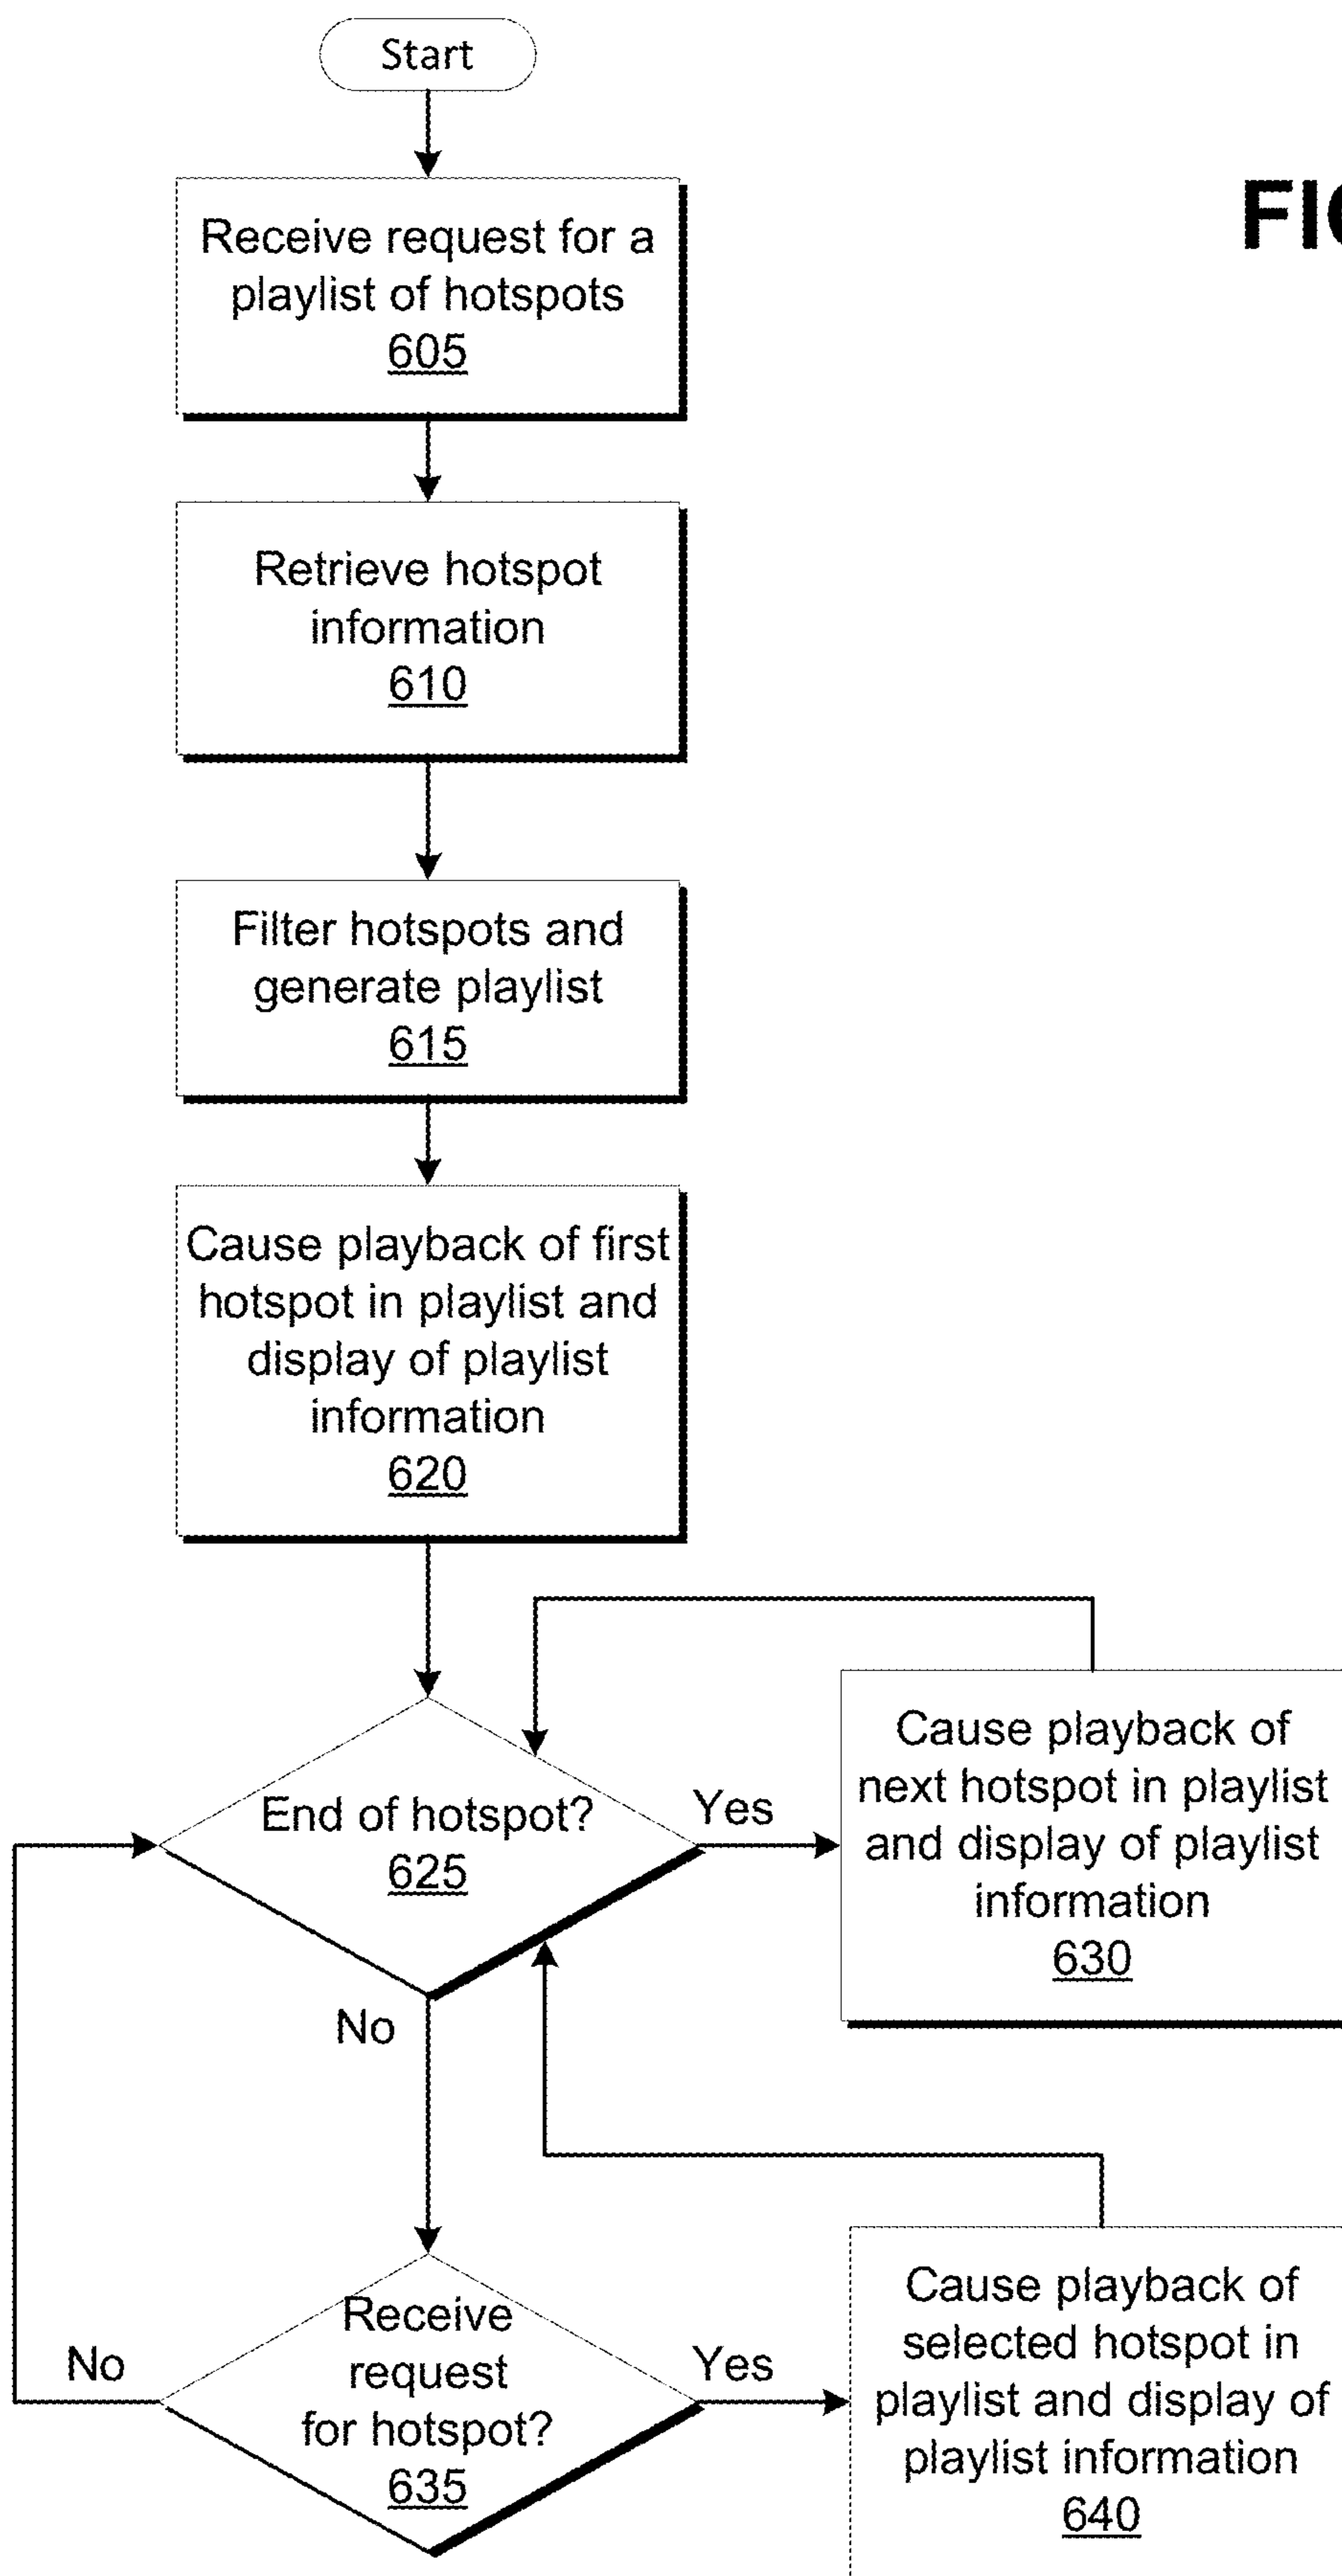 Start
FIG
Receive request for a
playlist of hotspots
605
Retrieve hotspot
information
610
Filter hotspots and
generate playlist
615
Cause playback of first
hotspot in playlist and
display of playlist
information
620
End of hotspot?
625
Yes
Cause playback of
next hotspot in playlist
and display of playlist
information
630
No
Receive
request
for hotspot?
635
No
Yes
Cause playback of
selected hotspot in
playlist and display of
playlist information
640